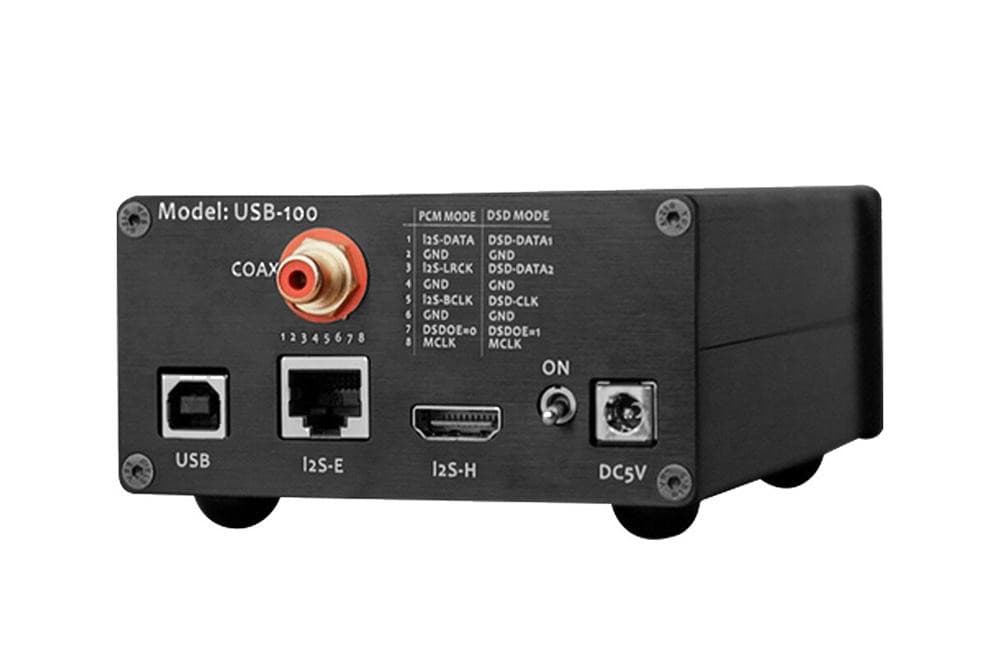 Model: USB-100
PCM MODE DSD MODE
1 I2S-DATA DSD-DATA1
2 GND GND
3 I2S-LRCK DSD-DATA2
4 GND GND
5 I2S-BCLK DSD-CLK
6 GND GND
7 DSDOE=0 DSDOE=1
8 MCLK MCLK
COAX
1 2 3 4 5 6 7 8
ON
USB
I2S-E
I2S-H
DC5V